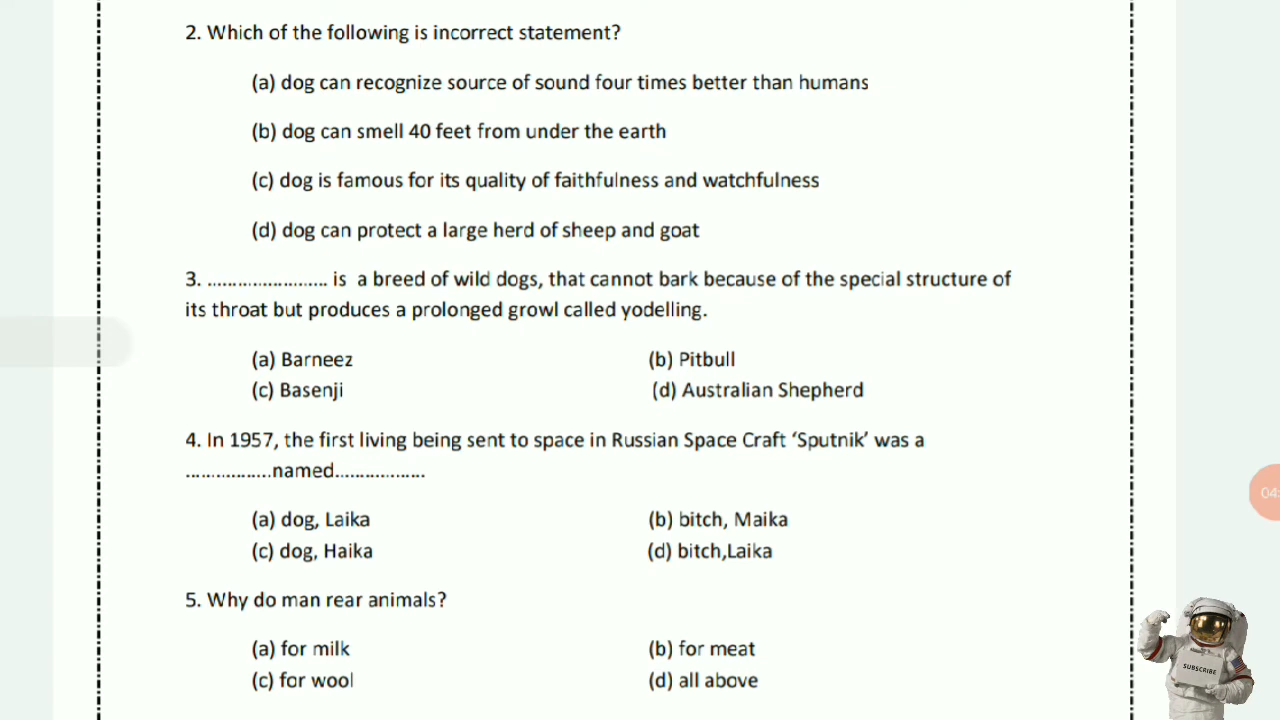 2. Which of the following is incorrect statement?
(a) dog can recognize source of sound four times better than humans
(b) dog can smell 40 feet from under the earth
(c) dog is famous for its quality of faithfulness and watchfulness
(d) dog can protect a large herd of sheep and goat
3. ........................ is a breed of wild dogs, that cannot bark because of the special structure of
its throat but produces a prolonged growl called yodelling.
(a) Barneez (b) Pitbull
(c) Basenji (d) Australian Shepherd
4. In 1957, the first living being sent to space in Russian Space Craft ‘Sputnik’ was a
.................named..................
(a) dog, Laika (b) bitch, Maika
(c) dog, Haika (d) bitch,Laika
5. Why do man rear animals?
(a) for milk (b) for meat
(c) for wool (d) all above
SUBSCRIBE